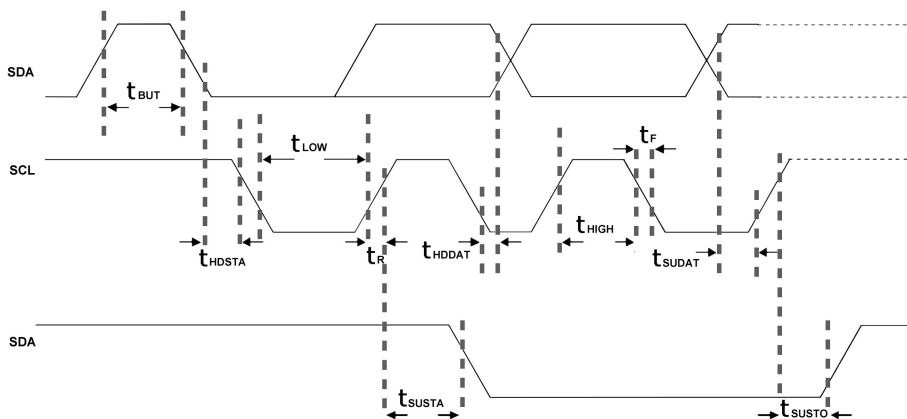 SDA
tBUT
tLOW
tF
SCL
tHDSTA
tR
tHDDAT
tHIGH
tSUDAT
SDA
tSUSTA
tSUSTO